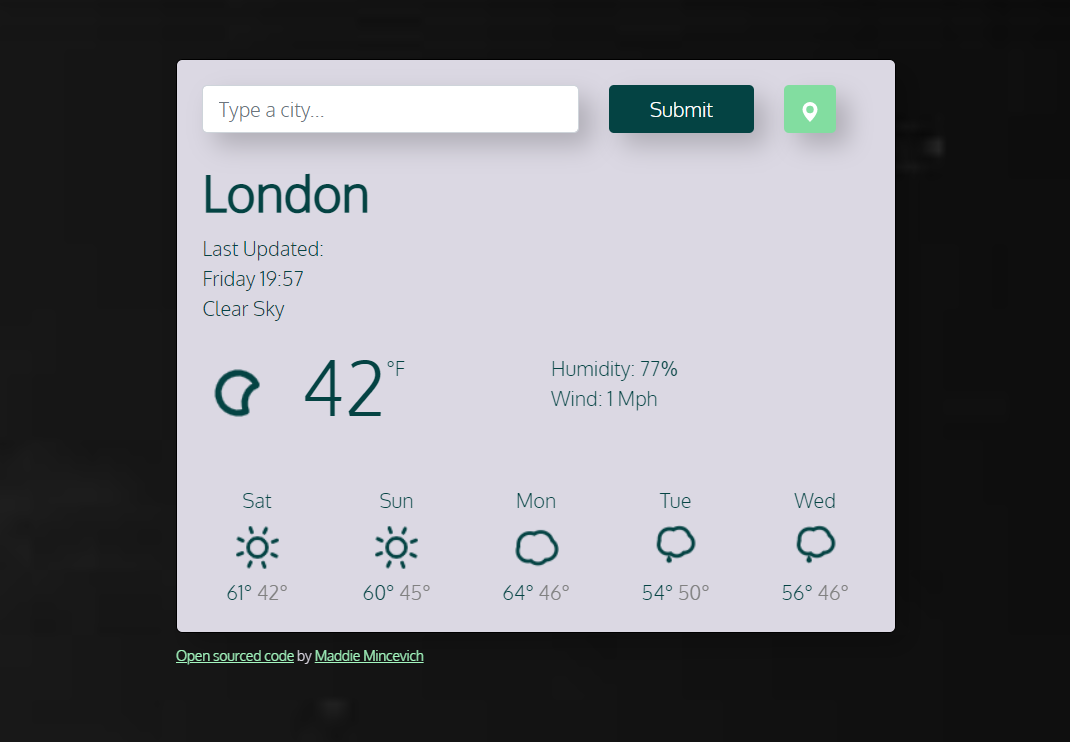 Type a city...
Submit
London
Last Updated:
Friday 19:57
Clear Sky
42°F
Humidity: 77%
Wind: 1 Mph
Sat Sun Mon Tue Wed
61° 42° 60° 45° 64° 46° 54° 50° 56° 46°
Open sourced code by Maddie Mincevich